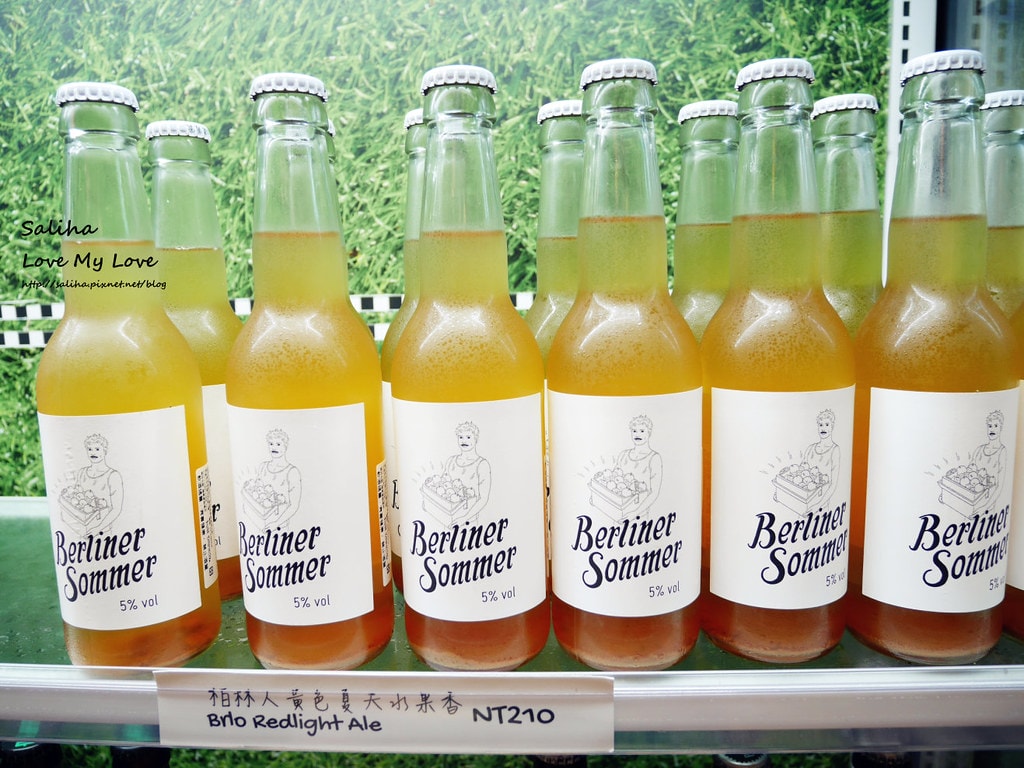 Saliha
Love My Love
http://saliha.pixnet.net/blog
Berliner
Sommer
5% vol
Berliner
Sommer
5% vol
Berliner
Sommer
5% vol
Berliner
Sommer
5% vol
Berliner
Sommer
5% vol
Berliner
Sommer
5% vol
柏林人黃色夏天水果香
Brlo Redlight Ale NT210